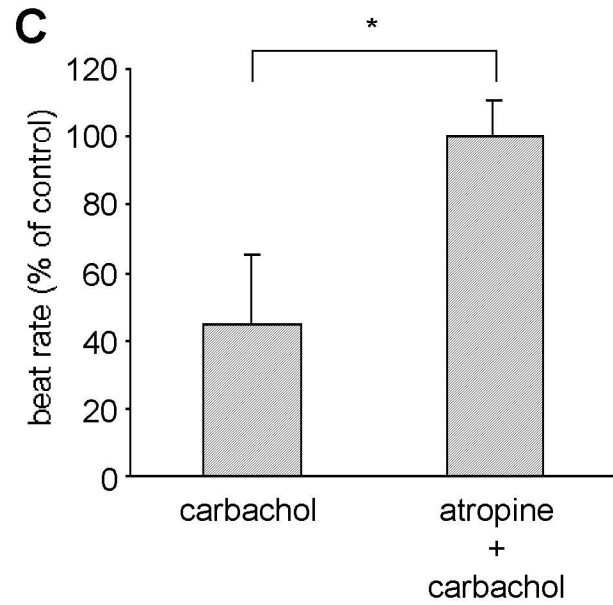 C
*
beat rate (% of control)
120
100
80
60
40
20
0
carbachol
atropine
+
carbachol